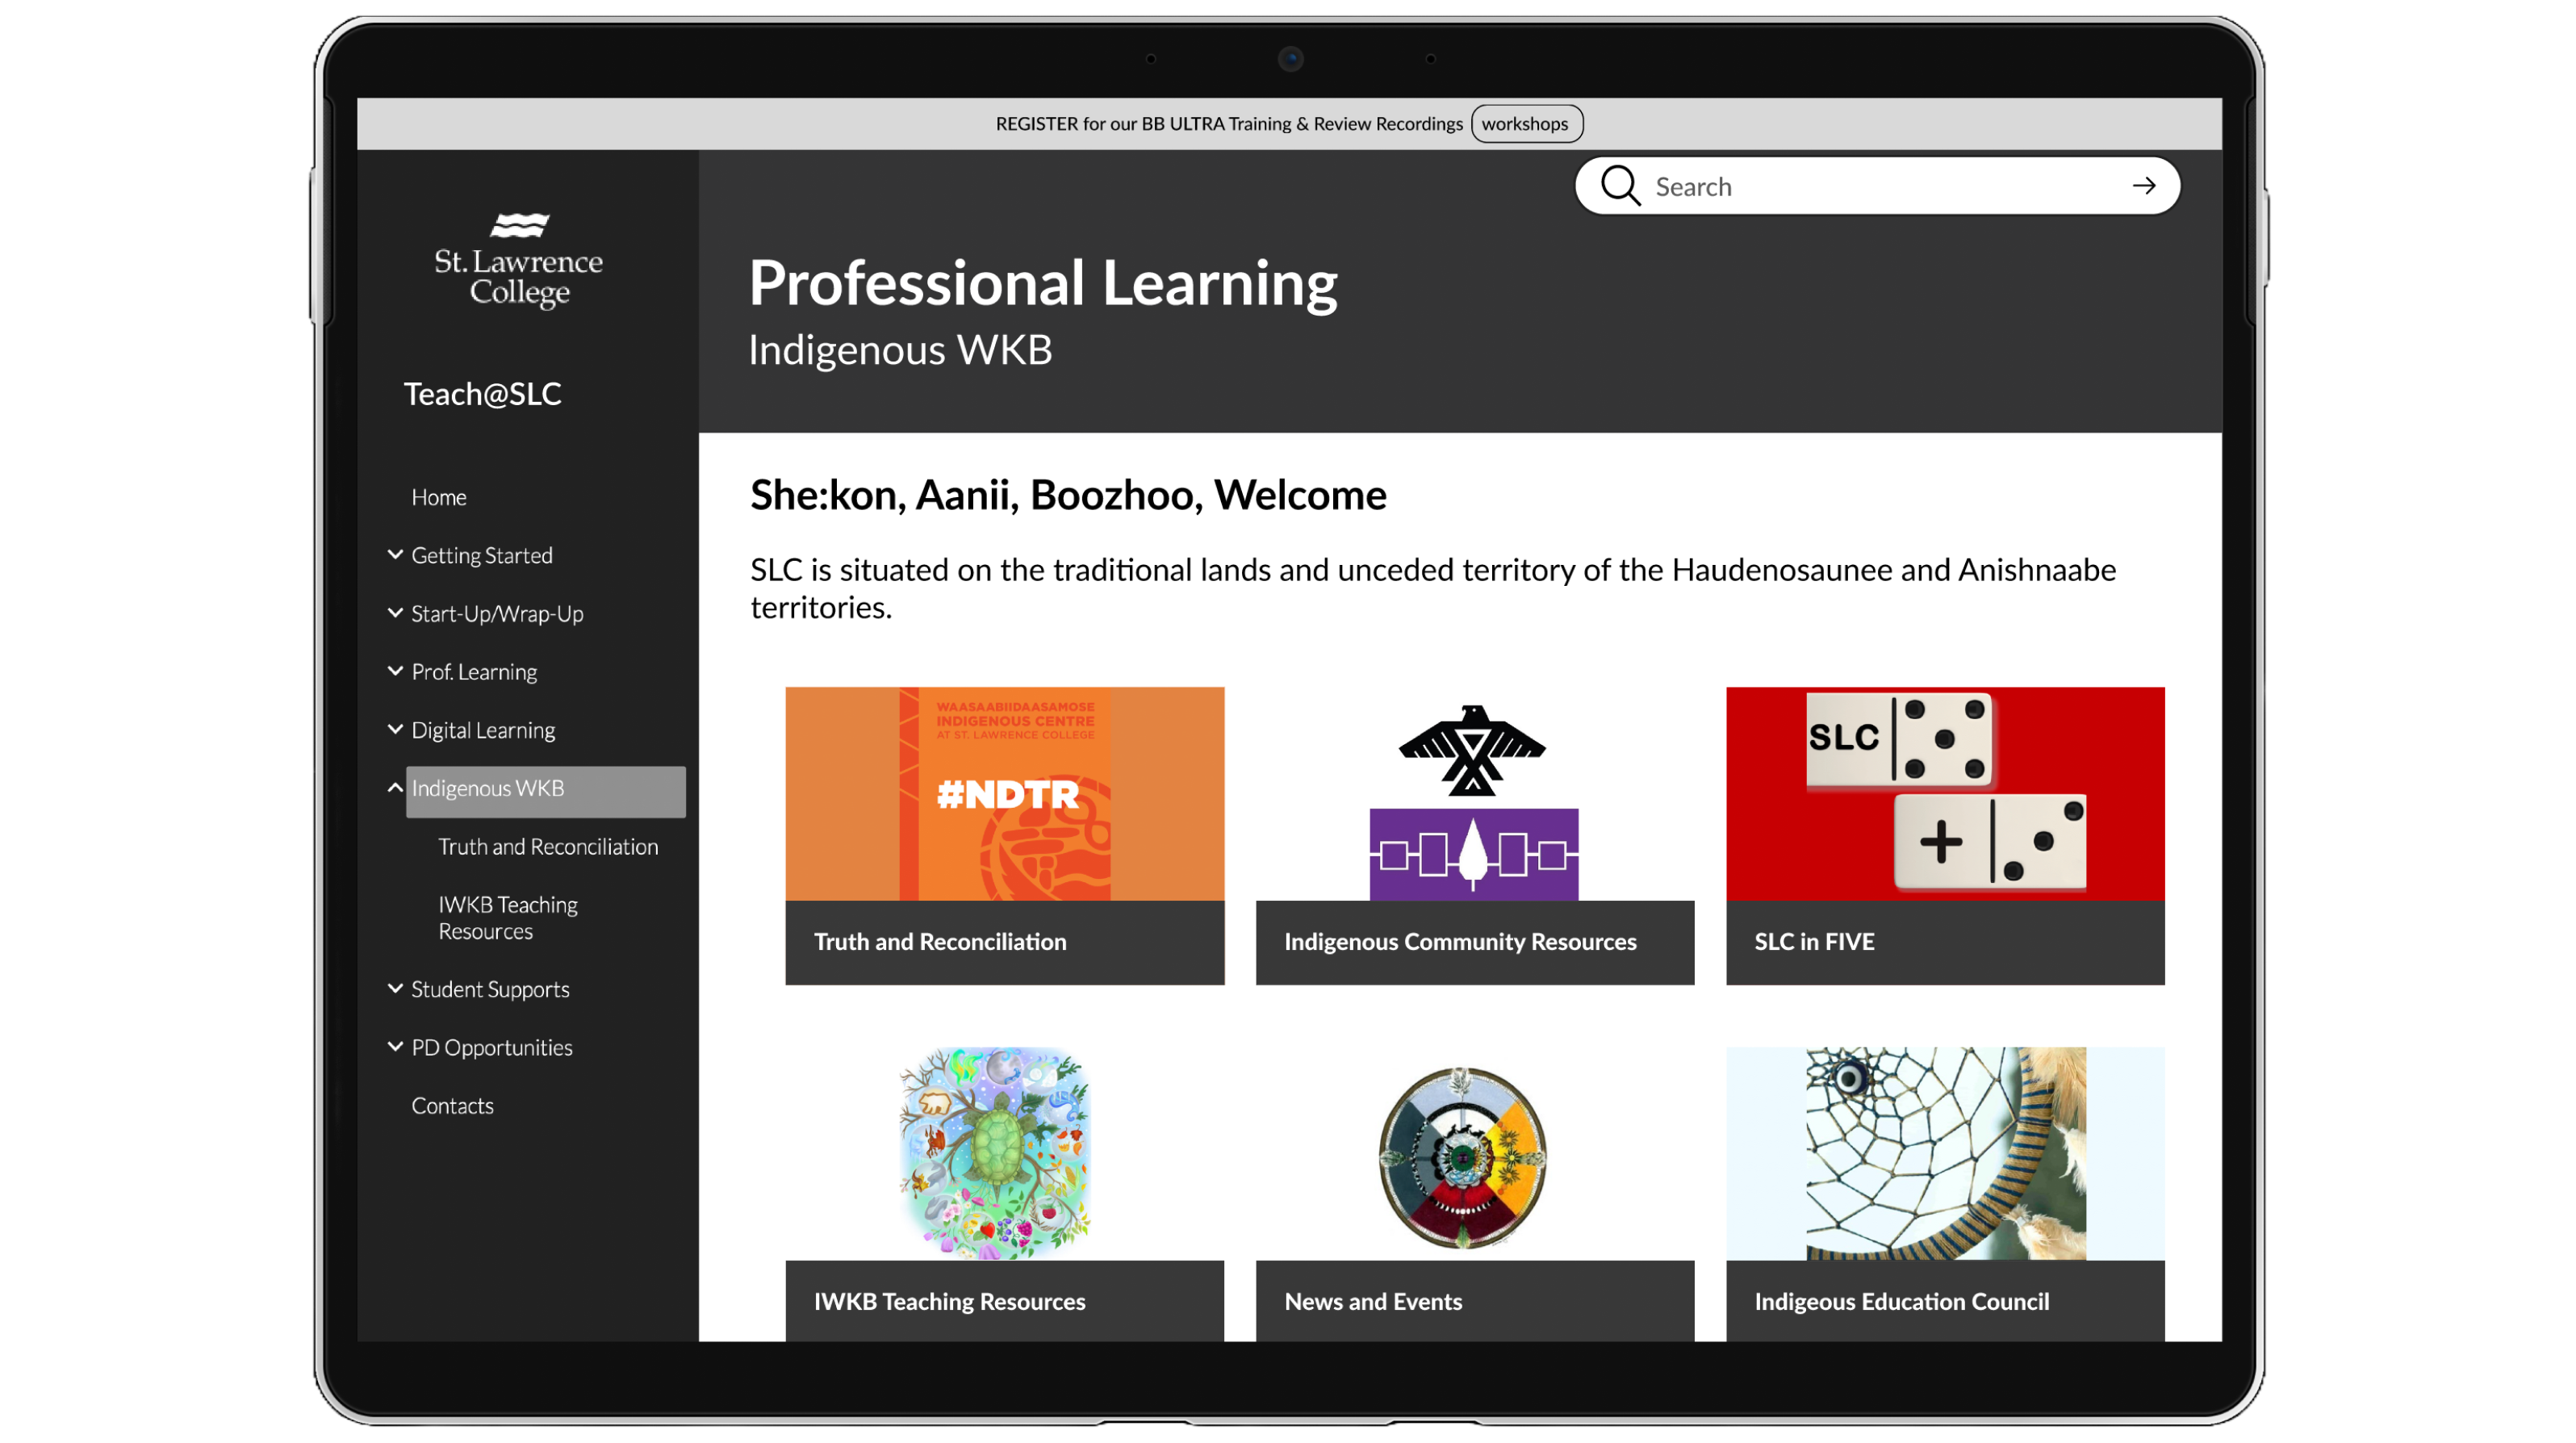 REGISTER for our BB ULTRA Training & Review Recordings workshops
Search
St. Lawrence
College
Teach@SLC
Home
Getting Started
Start-Up/Wrap-Up
Prof. Learning
Digital Learning
Indigenous WKB
Truth and Reconciliation
IWKB Teaching
Resources
Student Supports
PD Opportunities
Contacts
Professional Learning
Indigenous WKB
She:kon, Aanii, Boozhoo, Welcome
SLC is situated on the traditional lands and unceded territory of the Haudenosaunee and Anishnaabe
territories.
WAASAABIIDAASAMOSE
INDIGENOUS CENTRE
AT ST. LAWRENCE COLLEGE
#NDTR
Truth and Reconciliation
Indigenous Community Resources
SLC
+
SLC in FIVE
IWKB Teaching Resources
News and Events
Indigeous Education Council